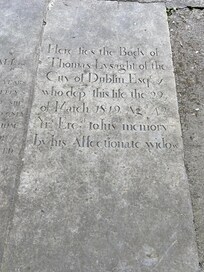 Here lies the Body of
Thomas Lysaght of the
City of Dublin Esq.
who dep this life the 22
of March 1812
to his memory
by his Affectionate widow